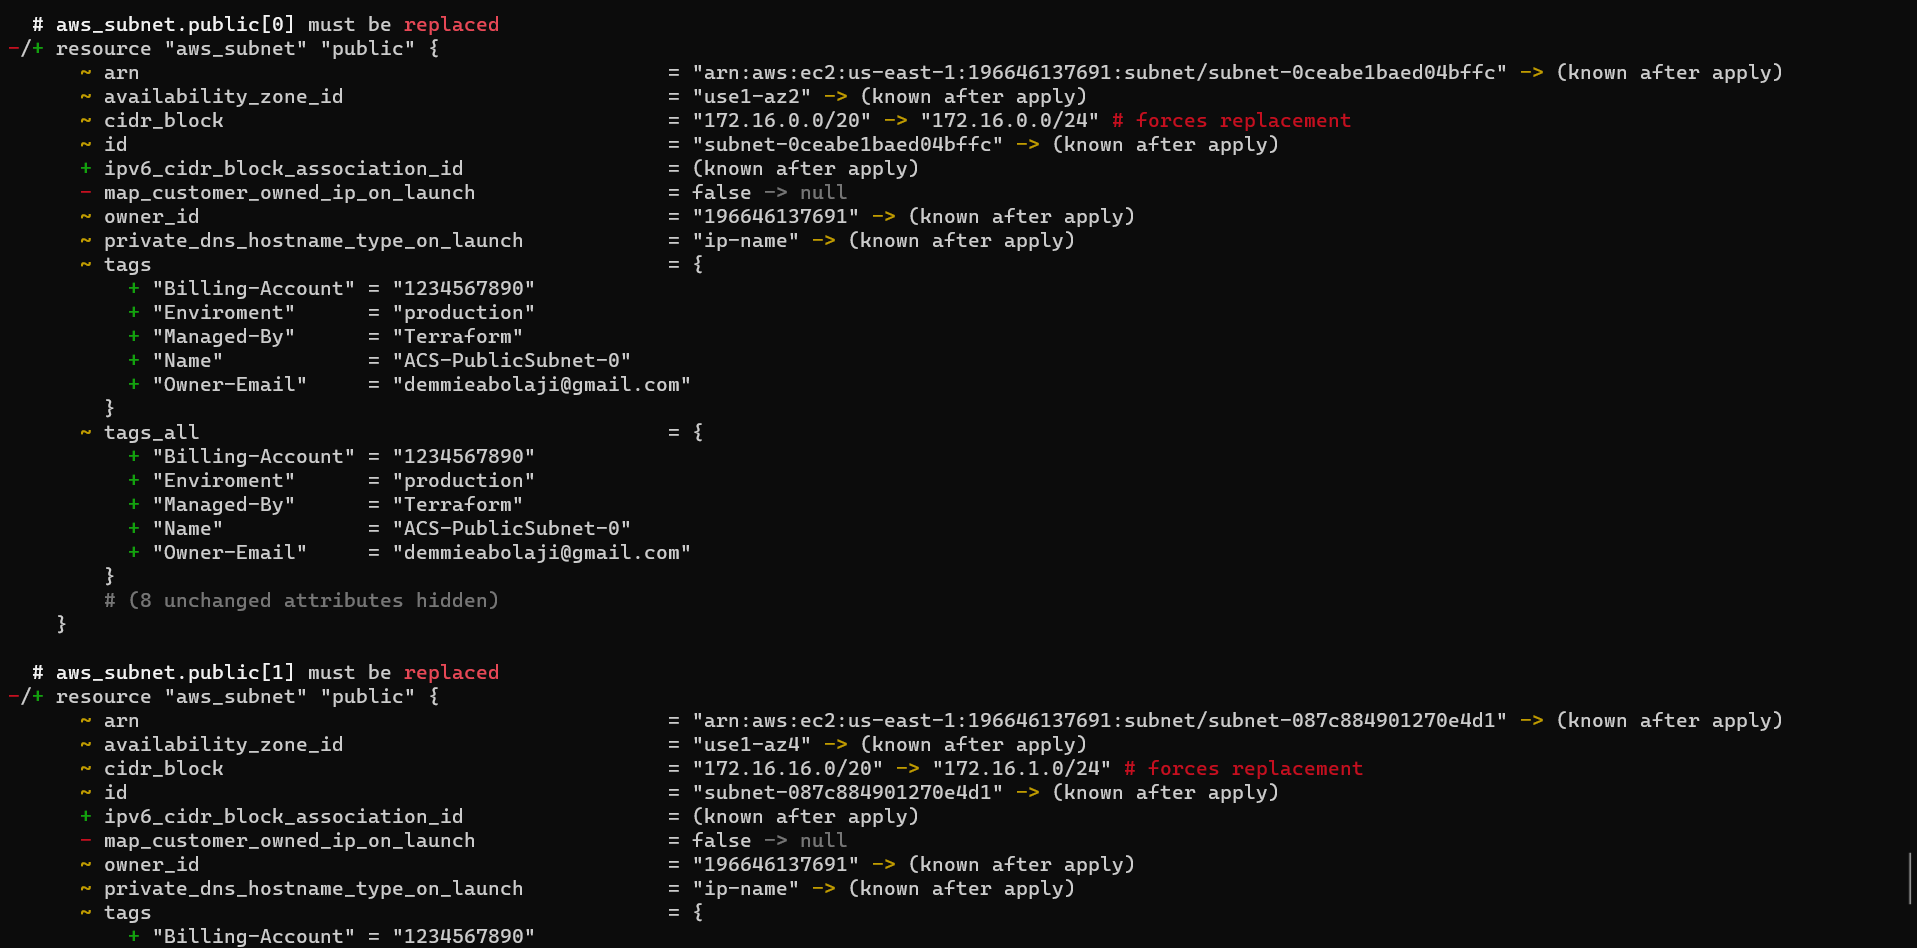 # aws_subnet.public[0] must be replaced
-/+ resource "aws_subnet" "public" {
      ~ arn                                            = "arn:aws:ec2:us-east-1:196646137691:subnet/subnet-0ceabe1baed04bffc" -> (known after apply)
      ~ availability_zone_id                           = "use1-az2" -> (known after apply)
      ~ cidr_block                                     = "172.16.0.0/20" -> "172.16.0.0/24" # forces replacement
      ~ id                                             = "subnet-0ceabe1baed04bffc" -> (known after apply)
      + ipv6_cidr_block_association_id                 = (known after apply)
      - map_customer_owned_ip_on_launch                = false -> null
      ~ owner_id                                       = "196646137691" -> (known after apply)
      ~ private_dns_hostname_type_on_launch            = "ip-name" -> (known after apply)
      ~ tags                                           = {
          + "Billing-Account" = "1234567890"
          + "Enviroment"      = "production"
          + "Managed-By"      = "Terraform"
          + "Name"            = "ACS-PublicSubnet-0"
          + "Owner-Email"     = "demmieabolaji@gmail.com"
        }
      ~ tags_all                                       = {
          + "Billing-Account" = "1234567890"
          + "Enviroment"      = "production"
          + "Managed-By"      = "Terraform"
          + "Name"            = "ACS-PublicSubnet-0"
          + "Owner-Email"     = "demmieabolaji@gmail.com"
        }
        # (8 unchanged attributes hidden)
    }

  # aws_subnet.public[1] must be replaced
-/+ resource "aws_subnet" "public" {
      ~ arn                                            = "arn:aws:ec2:us-east-1:196646137691:subnet/subnet-087c884901270e4d1" -> (known after apply)
      ~ availability_zone_id                           = "use1-az4" -> (known after apply)
      ~ cidr_block                                     = "172.16.16.0/20" -> "172.16.1.0/24" # forces replacement
      ~ id                                             = "subnet-087c884901270e4d1" -> (known after apply)
      + ipv6_cidr_block_association_id                 = (known after apply)
      - map_customer_owned_ip_on_launch                = false -> null
      ~ owner_id                                       = "196646137691" -> (known after apply)
      ~ private_dns_hostname_type_on_launch            = "ip-name" -> (known after apply)
      ~ tags                                           = {
          + "Billing-Account" = "1234567890"